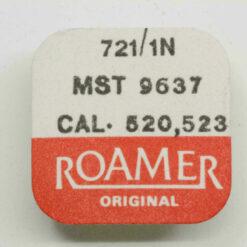 721/1N
MST 9637
CAL. 520,523
ROAMER
ORIGINAL